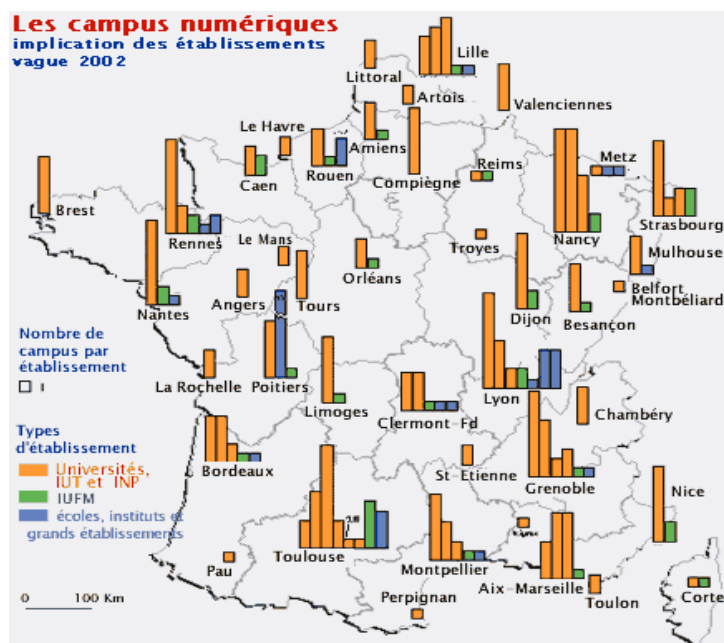 Les campus numériques
implication des établissements
vague 2002
Lille
Littoral
Artois
Valenciennes
Le Havre
Amiens
Caen
Rouen
Compiègne
Reims
Metz
Brest
Strasbourg
Rennes
Le Mans
Troyes
Nancy
Mulhouse
Orléans
Angers
Tours
Belfort
Montbéliard
Nantes
Dijon
Besançon
Nombre de
campus par
établissement
1
La Rochelle
Poitiers
Limoges
Lyon
Clermont-Fd
Chambéry
Types
d'établissement
Universités,
IUT et INP
IUFM
écoles, instituts et
grands établissements
Bordeaux
St-Etienne
Grenoble
Nice
Toulouse
Montpellier
Aix-Marseille
Pau
Toulon
Corte
Perpignan
0 100 Km